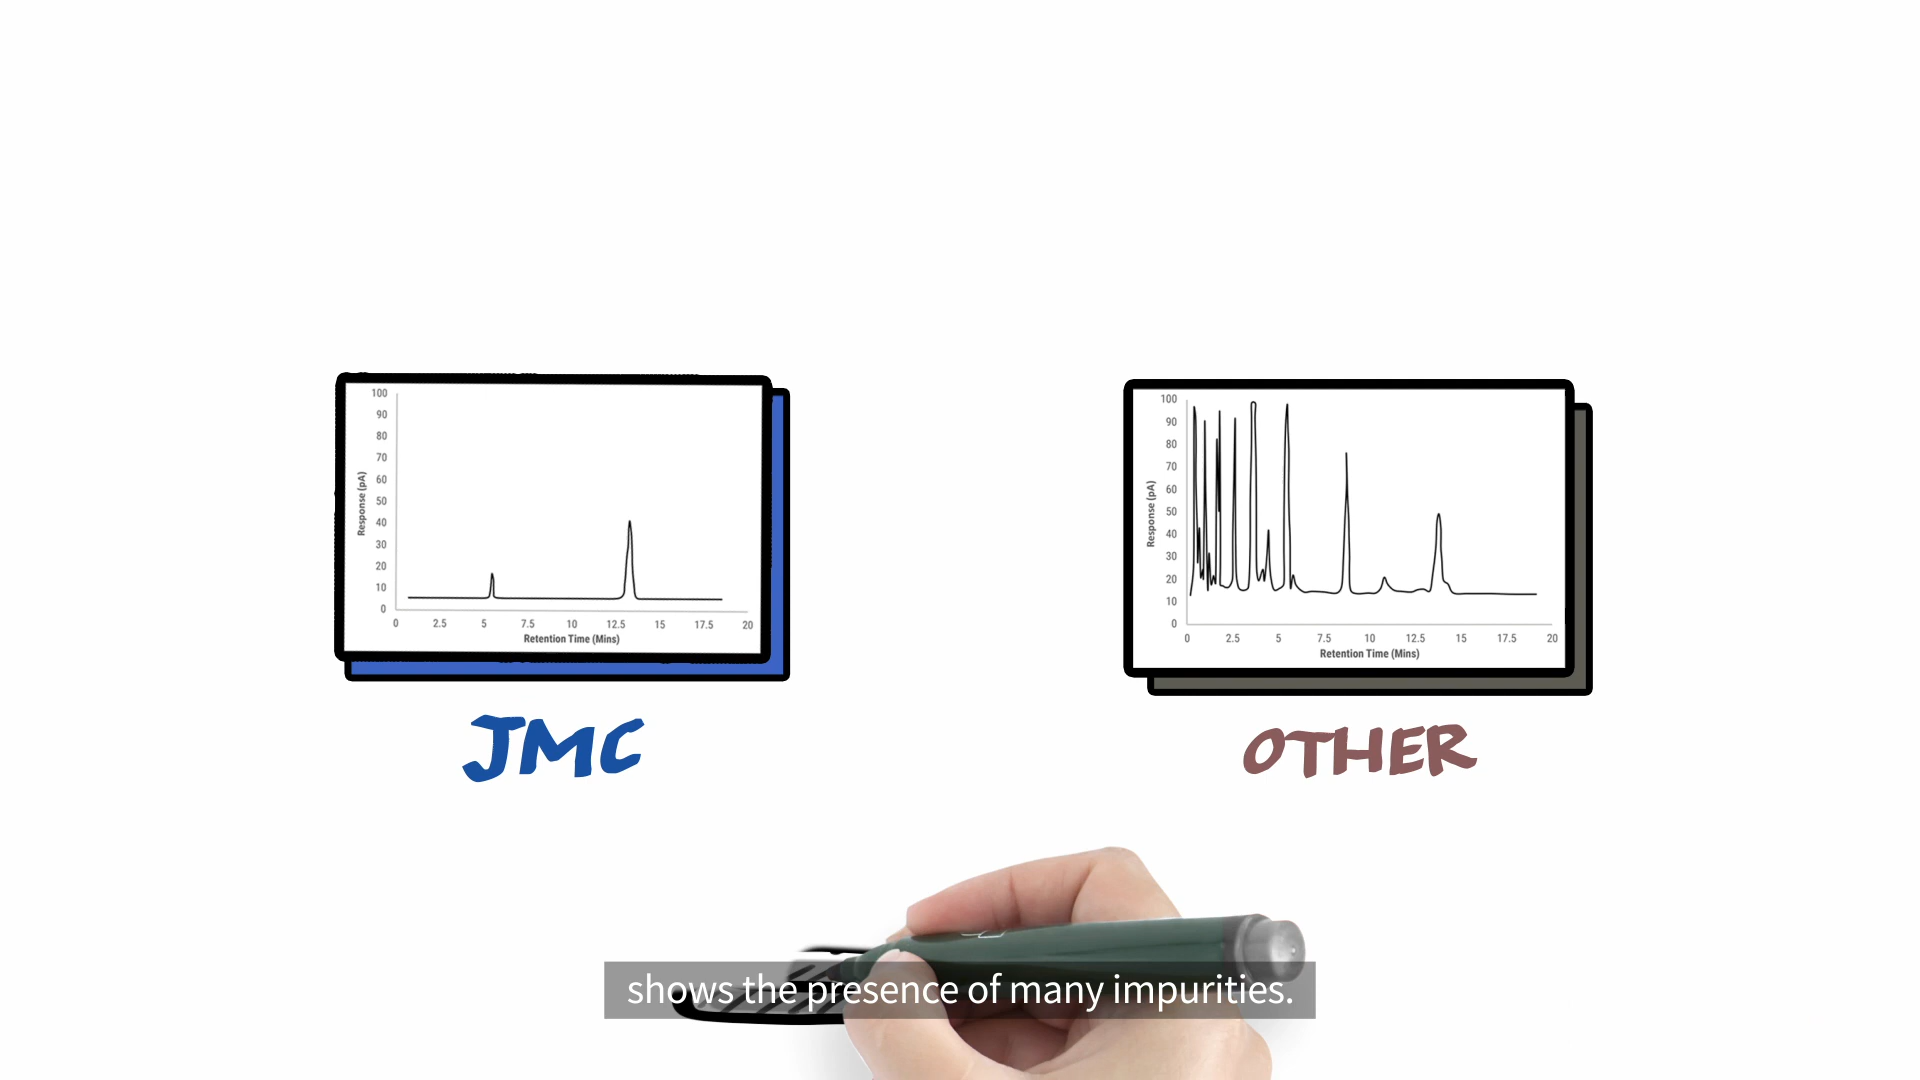 100
90
80
70
60
50
40
30
20
10
0
Response (pA)
0 2.5 5 7.5 10 12.5 15 17.5 20
Retention Time (Mins)
JMC
100
90
80
70
60
50
40
30
20
10
0
Response (pA)
0 2.5 5 7.5 10 12.5 15 17.5 20
Retention Time (Mins)
OTHER
shows the presence of many impurities.